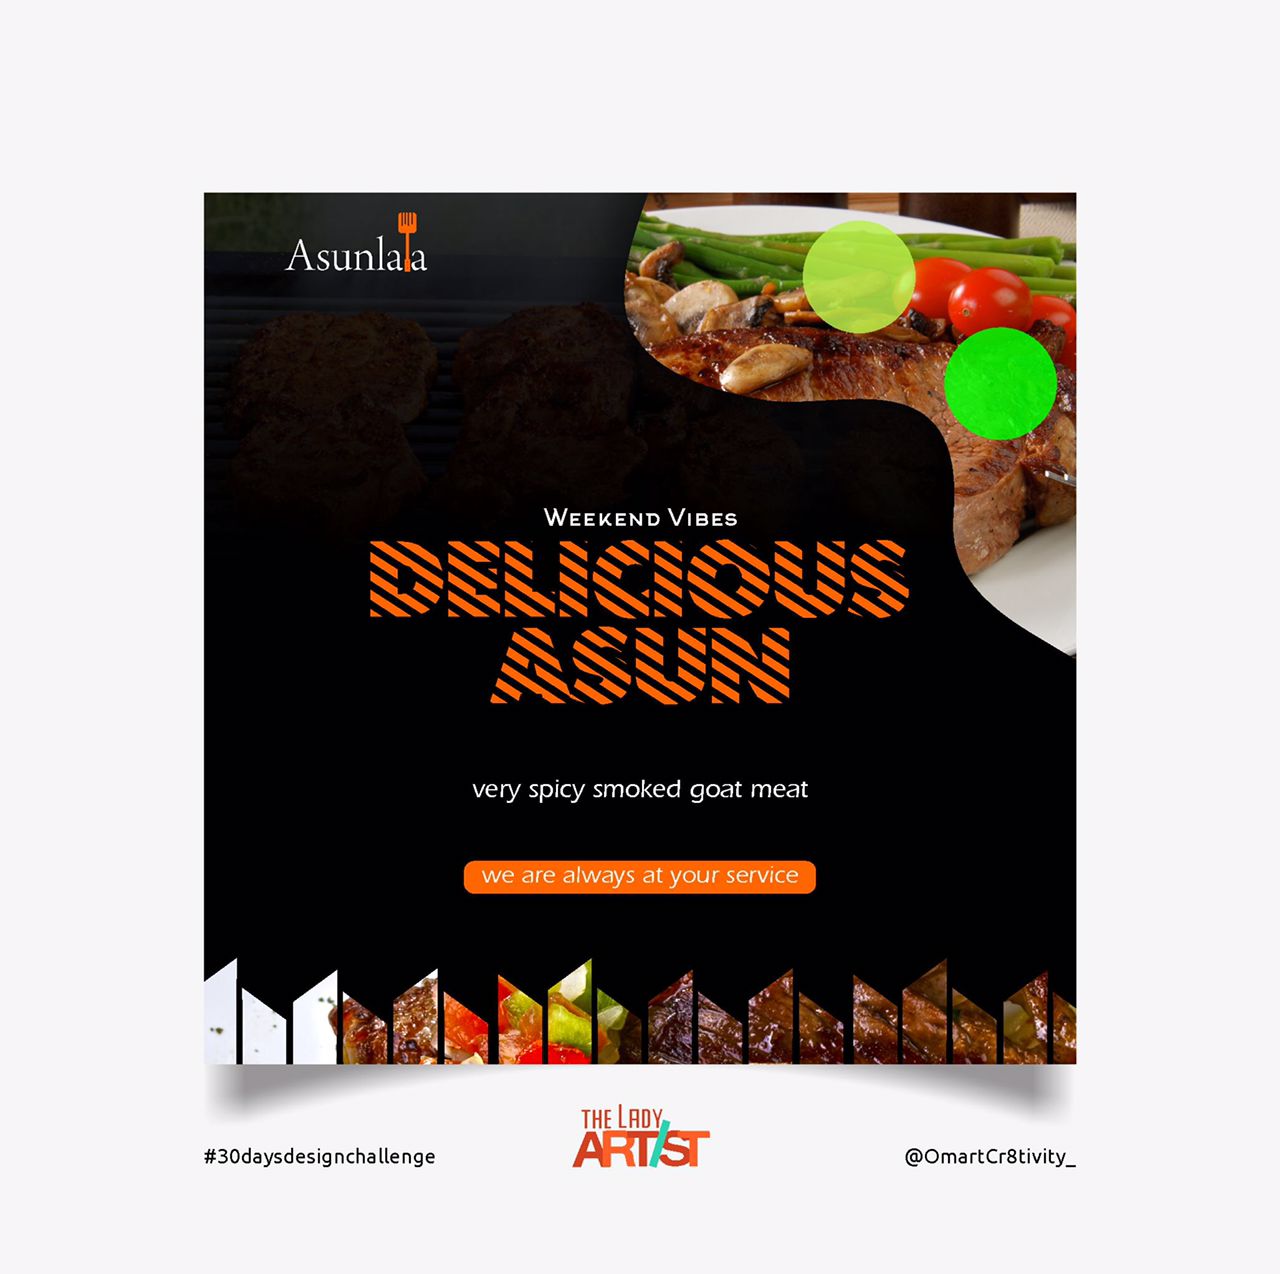 Asunlala
Weekend Vibes
DELICIOUS
ASUN
very spicy smoked goat meat
we are always at your service
THE LADY
ARTIST
#30daysdesignchallenge
@OmartCr8tivity_